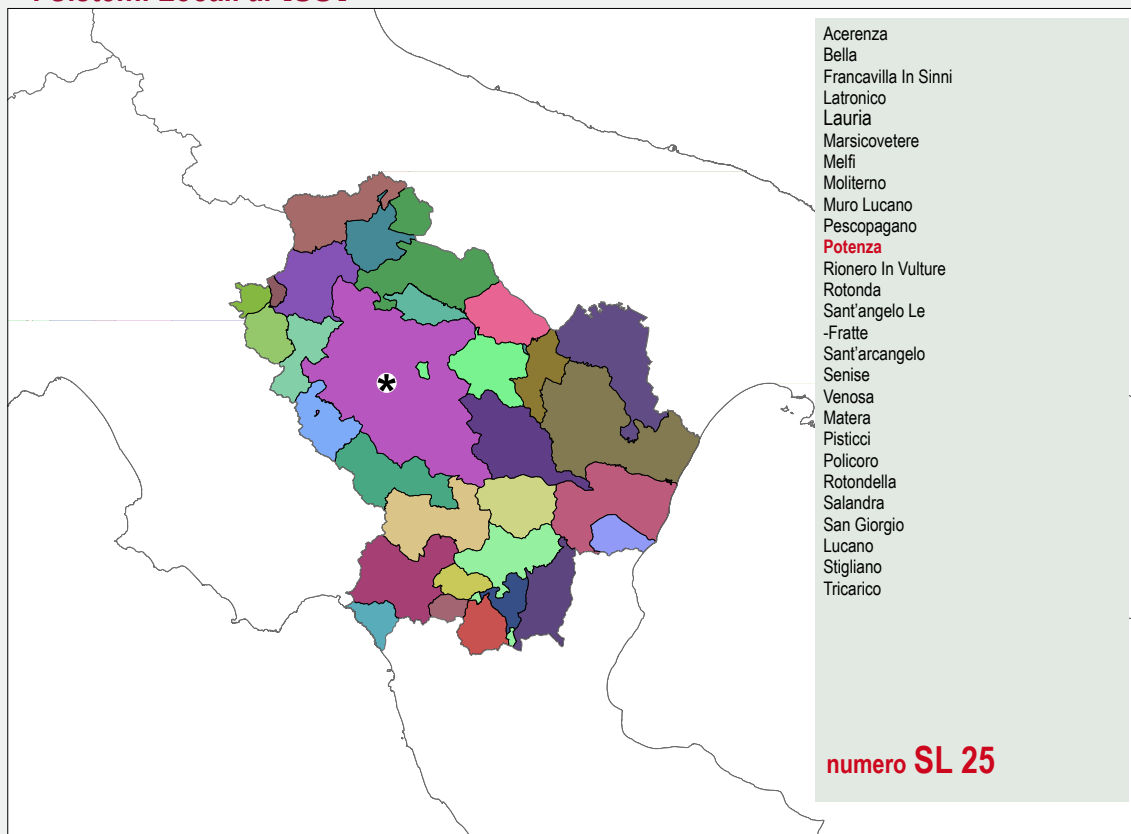 Acerenza
Bella
Francavilla In Sinni
Latronico
Lauria
Marsicovetere
Melfi
Moliterno
Muro Lucano
Pescopagano
Potenza
Rionero In Vulture
Rotonda
Sant'angelo Le
-Fratte
Sant'arcangelo
Senise
Venosa
Matera
Pisticci
Policoro
Rotondella
Salandra
San Giorgio
Lucano
Stigliano
Tricarico
numero SL 25